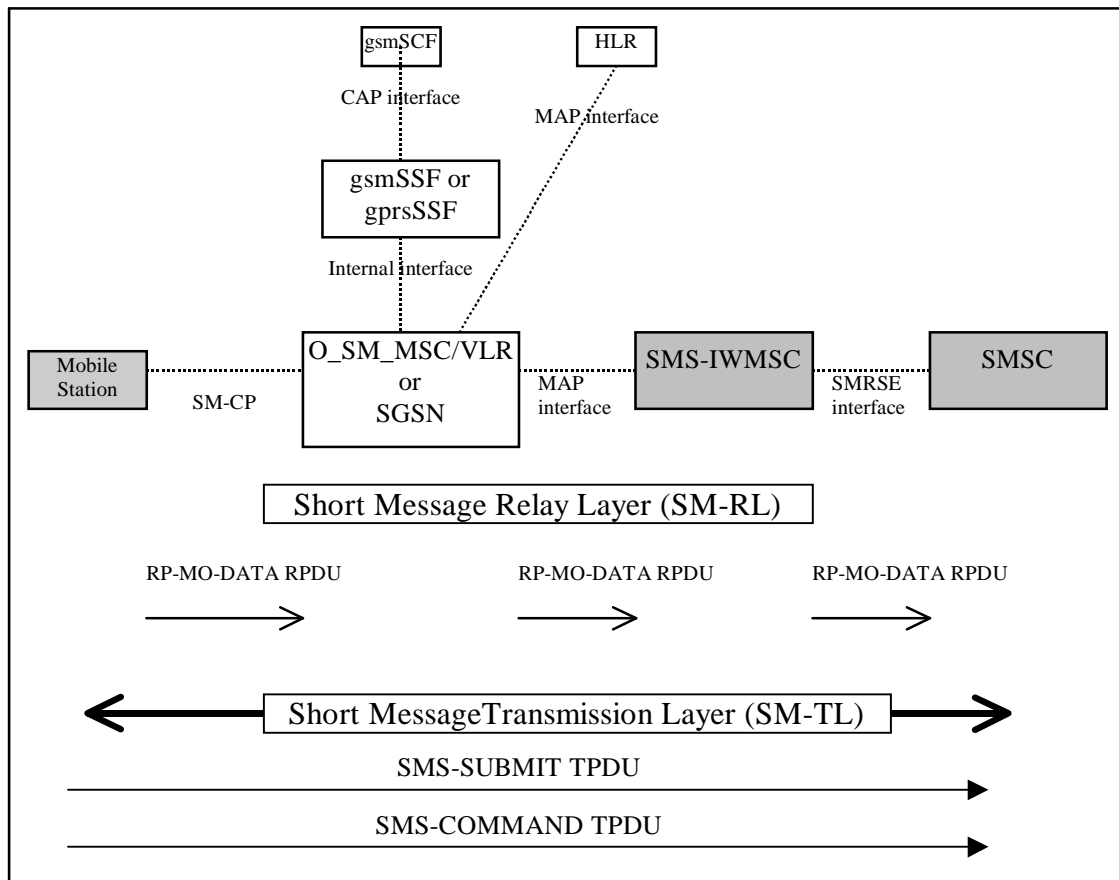 gsmSCF
HLR
CAP interface
MAP interface
gsmSSF or
gprsSSF
Internal interface
Mobile
Station
SM-CP
O_SM_MSC/VLR
or
SGSN
MAP
interface
SMS-IWMSC
SMRSE
interface
SMSC
Short Message Relay Layer (SM-RL)
RP-MO-DATA RPDU
RP-MO-DATA RPDU
RP-MO-DATA RPDU
Short MessageTransmission Layer (SM-TL)
SMS-SUBMIT TPDU
SMS-COMMAND TPDU